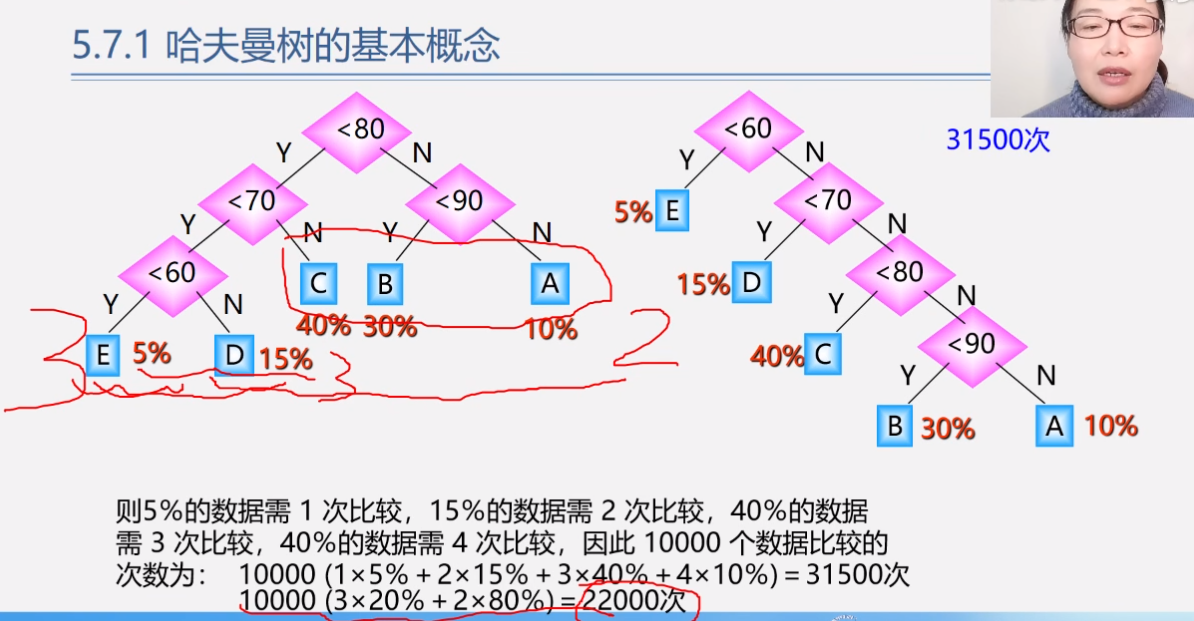 5.7.1 哈夫曼树的基本概念
31500次
<80
Y
N
<70
<90
Y
N
Y
N
<60
C
B
A
Y
N
40%
30%
10%
E
5%
D
15%
3
3
2
<60
Y
N
5%
E
<70
Y
N
15%
D
<80
Y
N
40%
C
<90
Y
N
B
30%
A
10%
则5%的数据需 1 次比较，15%的数据需 2 次比较，40%的数据
需 3 次比较，40%的数据需 4 次比较，因此 10000 个数据比较的
次数为： 10000 (1×5%+2×15%+3×40%+4×10%)=31500次
10000 (3×20%+2×80%)=22000次